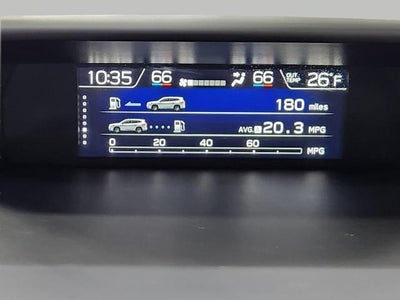 10:35 66 66 OUT TEMP 26°F
180 miles
AVG. A 20.3 MPG
0 20 40 60 MPG